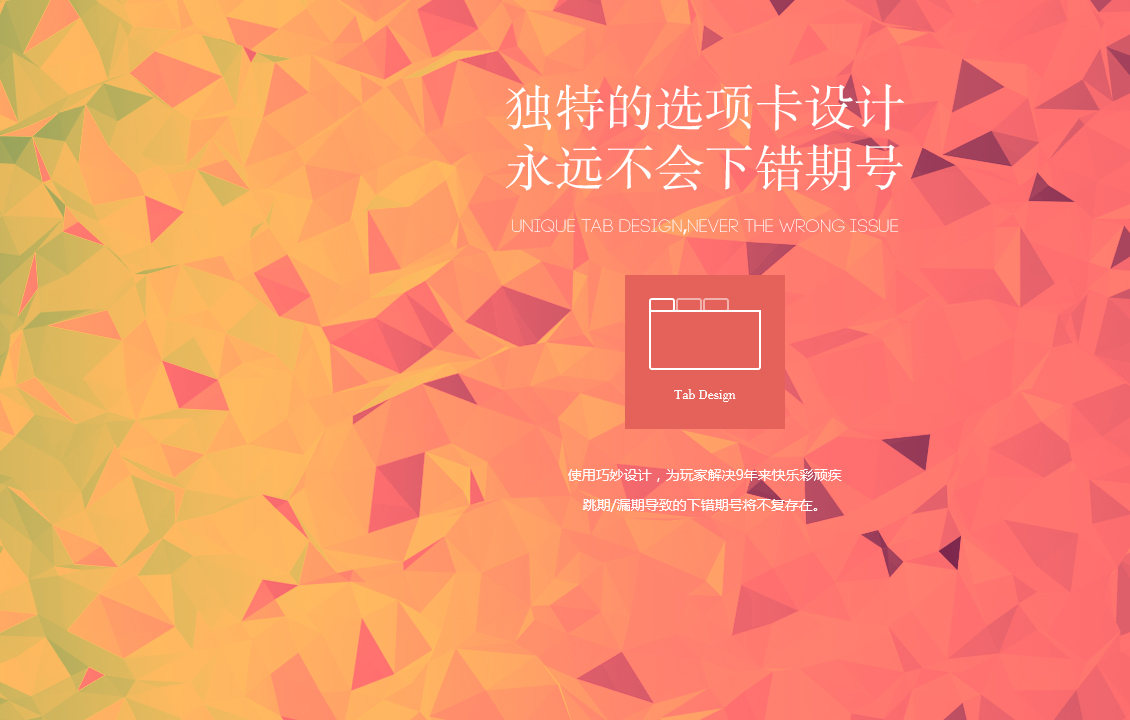 独特的选项卡设计
永远不会下错期号
UNIQUE TAB DESIGN,NEVER THE WRONG ISSUE
Tab Design
使用巧妙设计，为玩家解决9年来快乐彩顽疾
跳期/漏期导致的下错期号将不复存在。